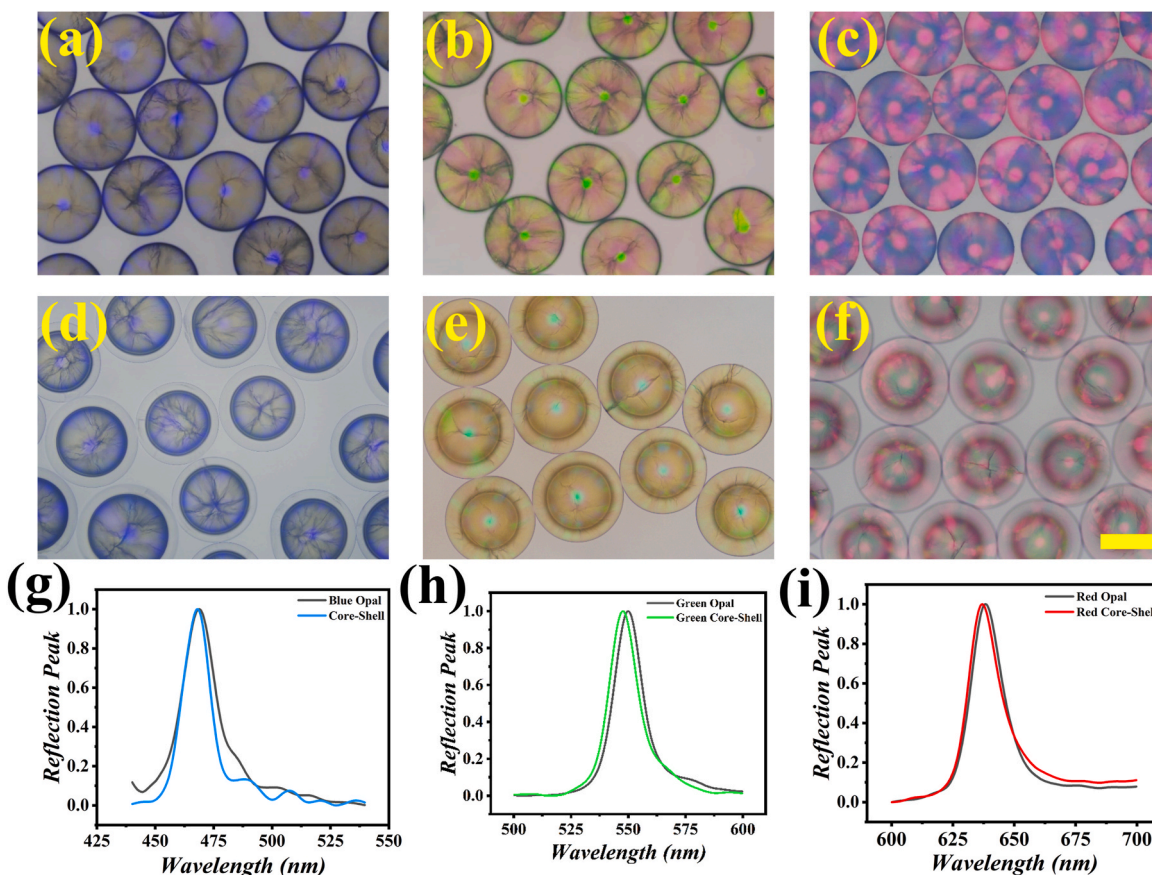 (a)
(b)
(c)
(d)
(e)
(f)
(g)
Blue Opal
Core-Shell
1.0
0.8
0.6
0.4
0.2
0.0
Reflection Peak
425 450 475 500 525 550
Wavelength (nm)
(h)
Green Opal
Green Core-Shell
1.0
0.8
0.6
0.4
0.2
0.0
Reflection Peak
500 525 550 575 600
Wavelength (nm)
(i)
Red Opal
Red Core-Shell
1.0
0.8
0.6
0.4
0.2
0.0
Reflection Peak
600 625 650 675 700
Wavelength (nm)